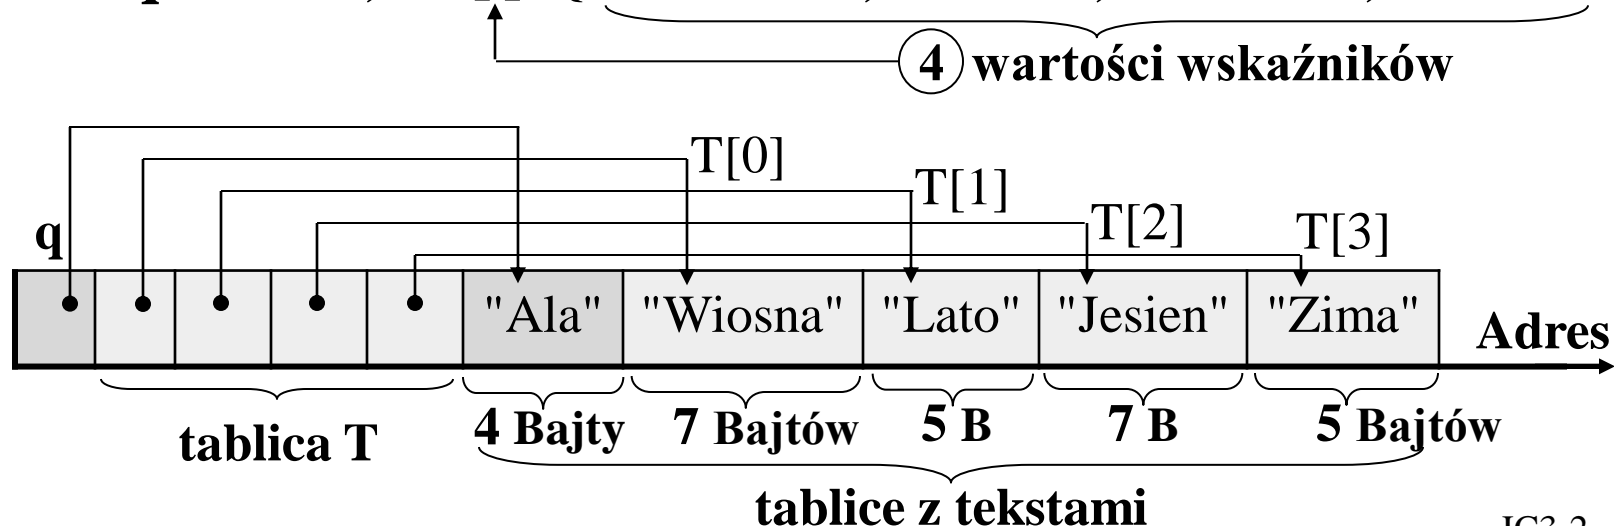 4 wartości wskaźników
T[0]
T[1]
T[2]
T[3]
q
"Ala" "Wiosna" "Lato" "Jesien" "Zima"
Adres
4 Bajty 7 Bajtów 5 B 7 B 5 Bajtów
tablica T
tablice z tekstami